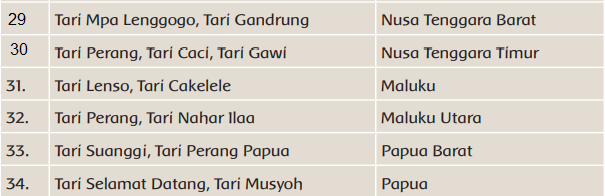 29 Tari Mpa Lenggogo, Tari Gandrung Nusa Tenggara Barat
30 Tari Perang, Tari Caci, Tari Gawi Nusa Tenggara Timur
31. Tari Lenso, Tari Cakelele Maluku
32. Tari Perang, Tari Nahar Ilaa Maluku Utara
33. Tari Suanggi, Tari Perang Papua Papua Barat
34. Tari Selamat Datang, Tari Musyoh Papua